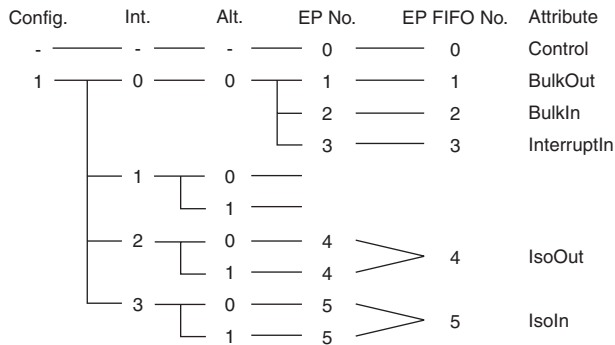 Config. Int. Alt. EP No. EP FIFO No. Attribute
- - - 0 0 Control
1 0 0 1 1 BulkOut
2 2 BulkIn
3 3 InterruptIn
1 0
1
2 0 4
4 IsoOut
1 4
3 0 5
5 IsoIn
1 5